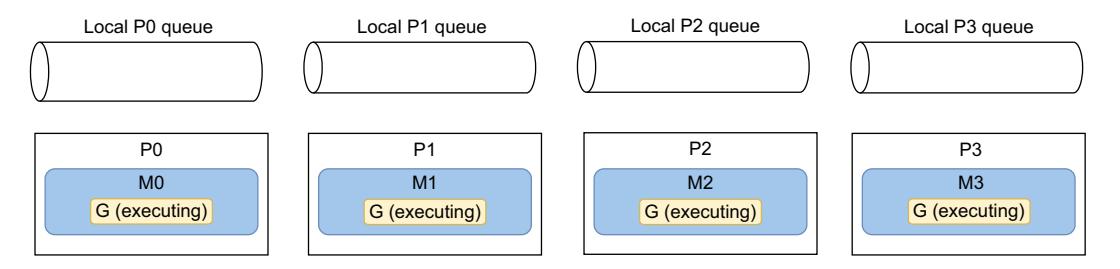 Local P0 queue
Local P1 queue
Local P2 queue
Local P3 queue
P0
M0
G (executing)
P1
M1
G (executing)
P2
M2
G (executing)
P3
M3
G (executing)